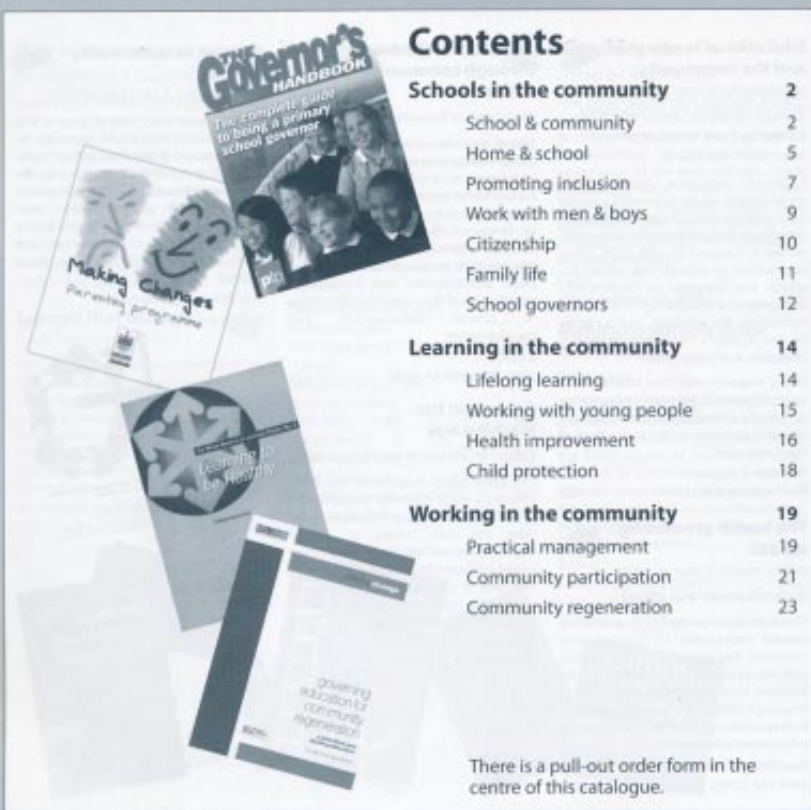 Contents
Schools in the community 2
School & community 2
Home & school 5
Promoting inclusion 7
Work with men & boys 9
Citizenship 10
Family life 11
School governors 12
Learning in the community 14
Lifelong learning 14
Working with young people 15
Health improvement 16
Child protection 18
Working in the community 19
Practical management 19
Community participation 21
Community regeneration 23
There is a pull-out order form in the
centre of this catalogue.
THE
Governor's
HANDBOOK
The complete guide
to being a primary
school governor
Making Changes
Parenting programme
Learning to
be Healthy
governing
education for
community
regeneration